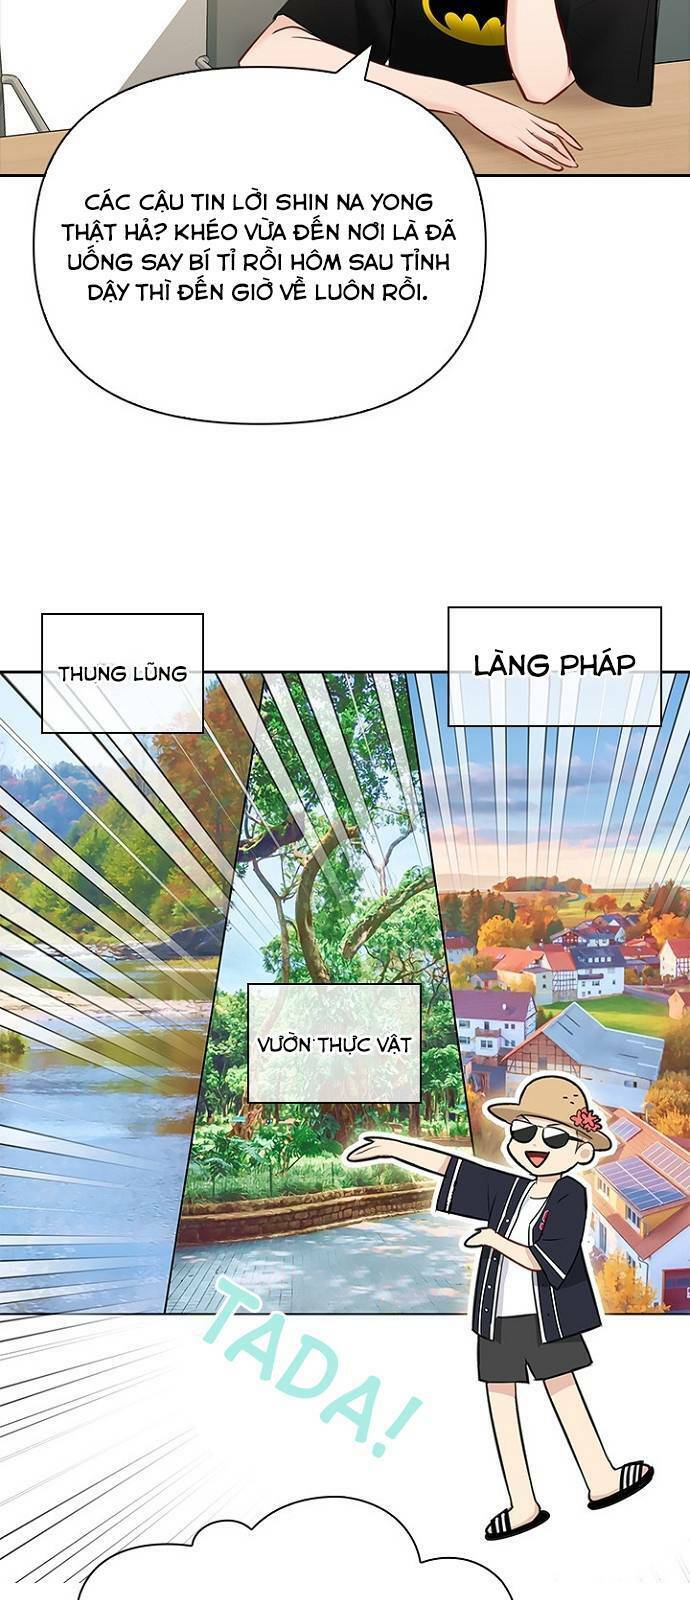 CÁC CẬU TIN LỜI SHIN NA YONG
THẬT HẢ? KHÉO VỪA ĐẾN NƠI LÀ ĐÃ
UỐNG SAY BÍ TỈ RỒI HÔM SAU TỈNH
DẬY THÌ ĐẾN GIỜ VỀ LUÔN RỒI.
THUNG LŨNG
LÀNG PHÁP
VƯỜN THỰC VẬT
TADA!